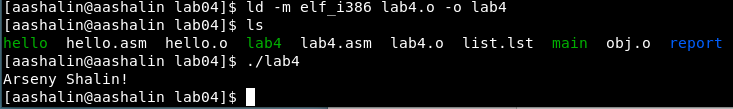 [aashalin@aashalin lab04]$ ld -m elf_i386 lab4.o -o lab4
[aashalin@aashalin lab04]$ ls
hello hello.asm hello.o lab4 lab4.asm lab4.o list.lst main obj.o report
[aashalin@aashalin lab04]$ ./lab4
Arseny Shalin!
[aashalin@aashalin lab04]$